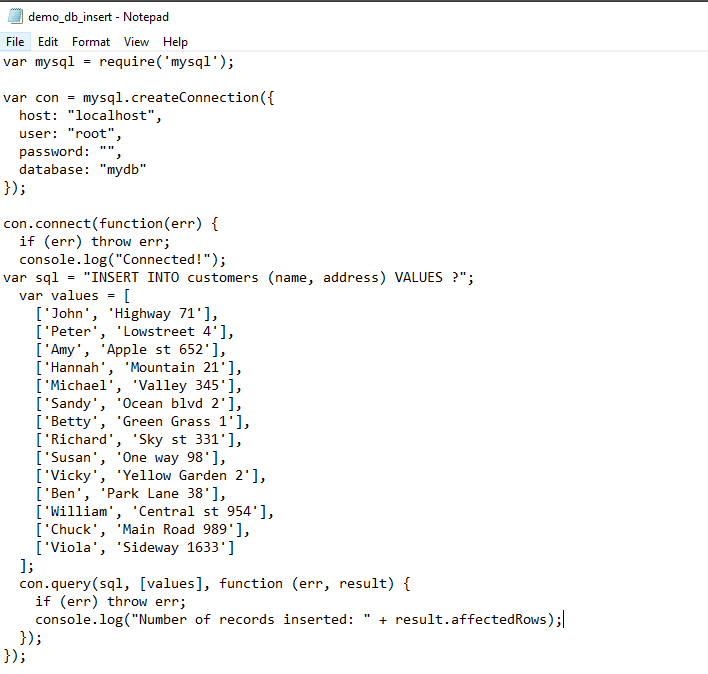 demo_db_insert - Notepad
File Edit Format View Help
var mysql = require('mysql');

var con = mysql.createConnection({
  host: "localhost",
  user: "root",
  password: "",
  database: "mydb"
});

con.connect(function(err) {
  if (err) throw err;
  console.log("Connected!");
var sql = "INSERT INTO customers (name, address) VALUES ?";
  var values = [
    ['John', 'Highway 71'],
    ['Peter', 'Lowstreet 4'],
    ['Amy', 'Apple st 652'],
    ['Hannah', 'Mountain 21'],
    ['Michael', 'Valley 345'],
    ['Sandy', 'Ocean blvd 2'],
    ['Betty', 'Green Grass 1'],
    ['Richard', 'Sky st 331'],
    ['Susan', 'One way 98'],
    ['Vicky', 'Yellow Garden 2'],
    ['Ben', 'Park Lane 38'],
    ['William', 'Central st 954'],
    ['Chuck', 'Main Road 989'],
    ['Viola', 'Sideway 1633']
  ];
  con.query(sql, [values], function (err, result) {
    if (err) throw err;
    console.log("Number of records inserted: " + result.affectedRows);
  });
});